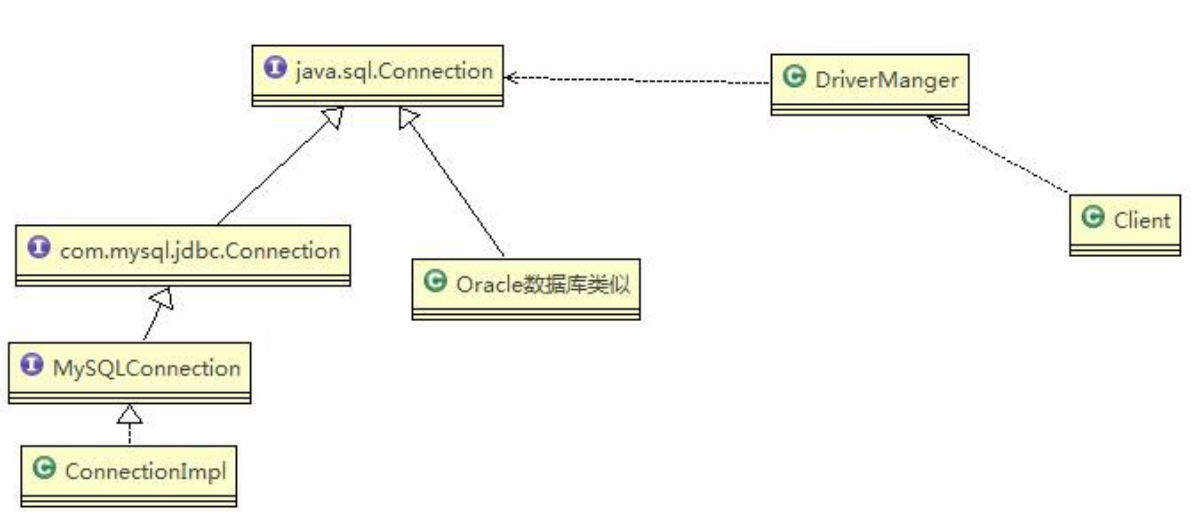 I java.sql.Connection
C DriverManger
C Client
I com.mysql.jdbc.Connection
C Oracle数据库类似
I MySQLConnection
C ConnectionImpl